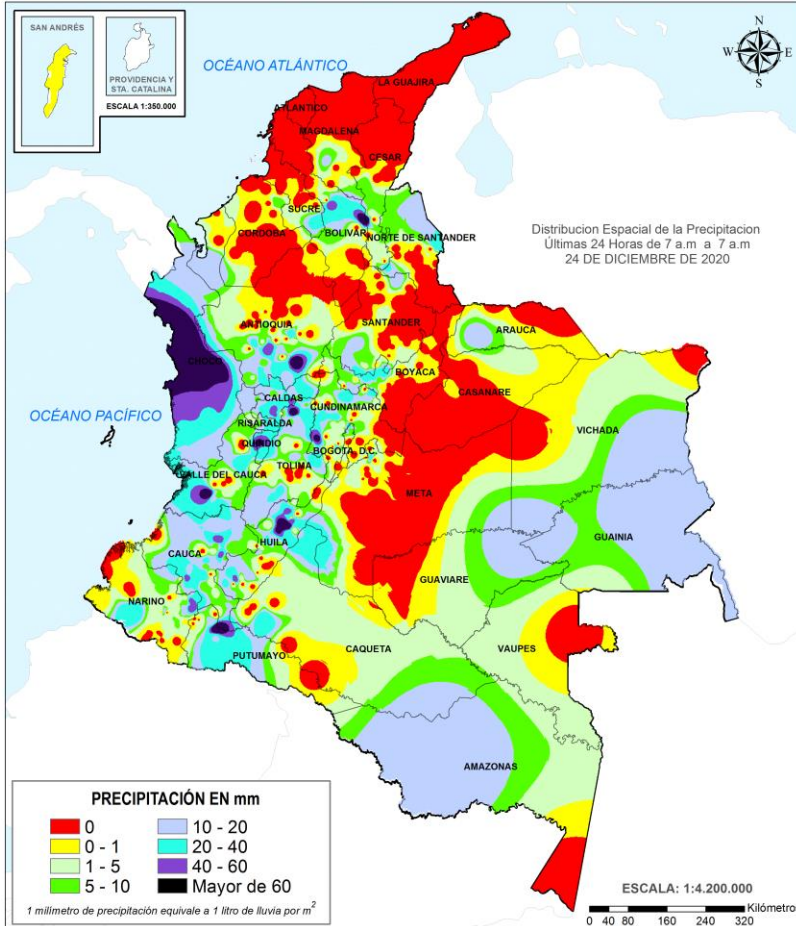 SAN ANDRÉS
PROVIDENCIA Y
STA. CATALINA
ESCALA 1:350.000
OCÉANO ATLÁNTICO
N
W E
S
LA GUAJIRA
ATLANTICO
MAGDALENA
CESAR
SUCRE
CORDOBA
BOLIVAR
NORTE DE SANTANDER
Distribucion Espacial de la Precipitacion
Últimas 24 Horas de 7 a.m a 7 a.m
24 DE DICIEMBRE DE 2020
ANTIOQUIA
SANTANDER
ARAUCA
CHOCO
BOYACA
CASANARE
CALDAS
CUNDINAMARCA
OCÉANO PACÍFICO
RISARALDA
VICHADA
QUINDIO
BOGOTA, D.C.
TOLIMA
VALLE DEL CAUCA
META
GUAINIA
HUILA
CAUCA
GUAVIARE
NARINO
CAQUETA
VAUPES
PUTUMAYO
AMAZONAS
PRECIPITACIÓN EN mm
0
10 - 20
0 - 1
20 - 40
1 - 5
40 - 60
5 - 10
Mayor de 60
1 milímetro de precipitación equivale a 1 litro de lluvia por m2
ESCALA: 1:4.200.000
Kilómetros
0 40 80 160 240 320